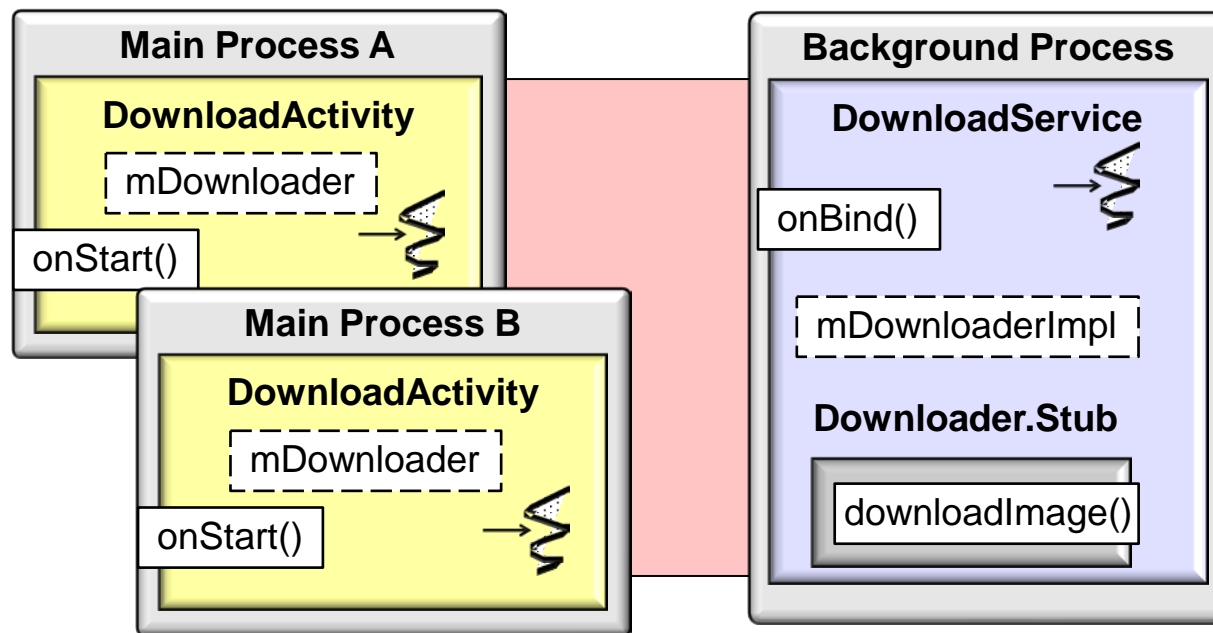 Main Process A
DownloadActivity
mDownloader
onStart()
Main Process B
DownloadActivity
mDownloader
onStart()
Background Process
DownloadService
onBind()
mDownloaderImpl
Downloader.Stub
downloadImage()